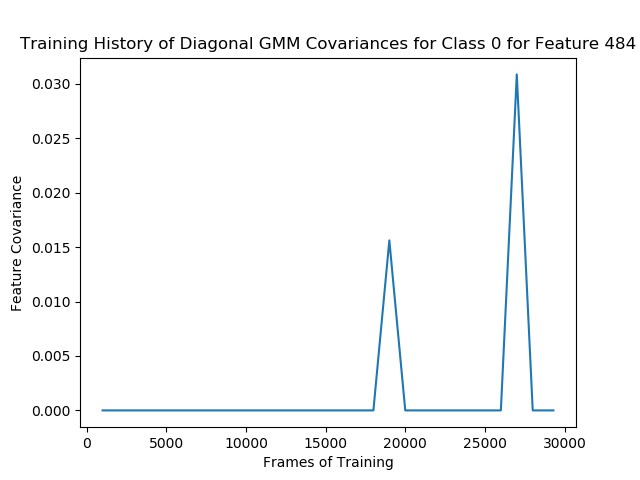 Training History of Diagonal GMM Covariances for Class 0 for Feature 484
0.030
0.025
0.020
0.015
0.010
0.005
0.000
Feature Covariance
0 5000 10000 15000 20000 25000 30000
Frames of Training